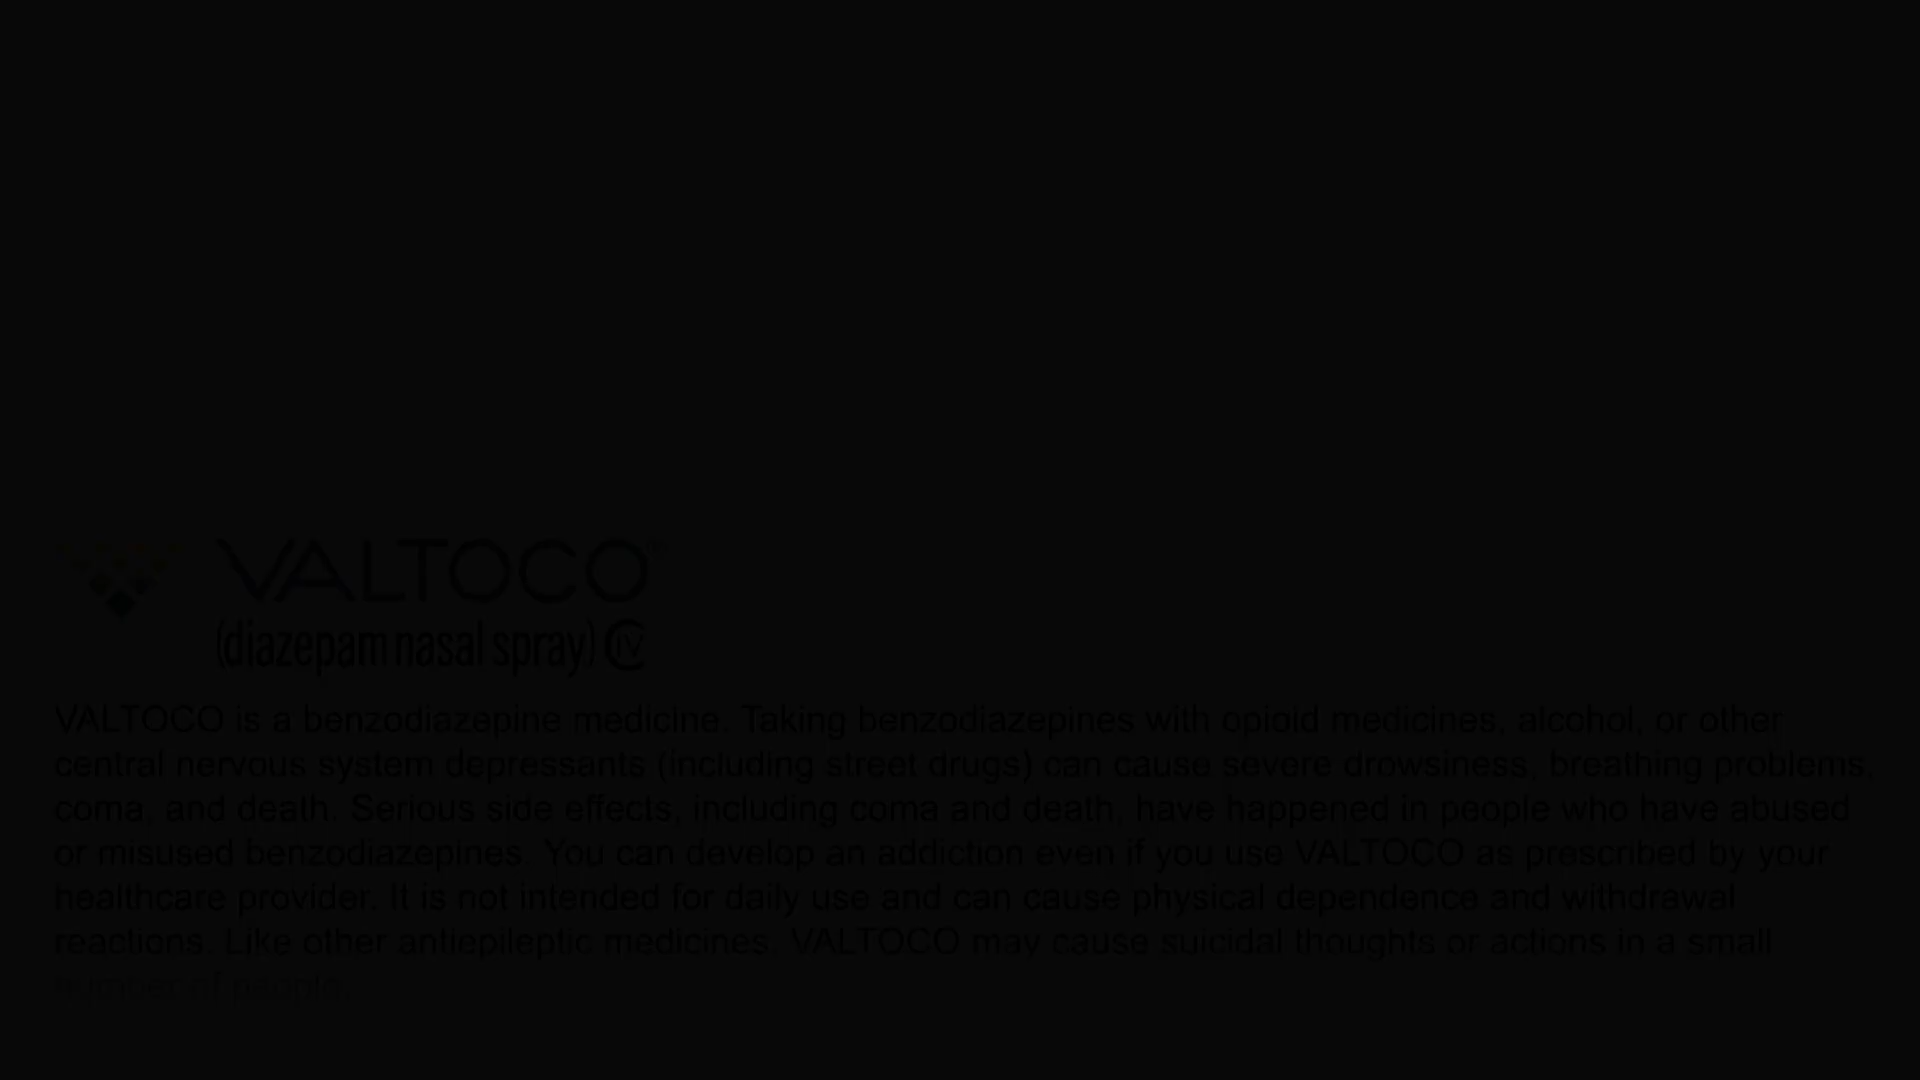 VALTOCO™
(diazepam nasal spray) CIV
VALTOCO is a benzodiazepine medicine. Taking benzodiazepines with opioid medicines, alcohol, or other
central nervous system depressants (including street drugs) can cause severe drowsiness, breathing problems,
coma, and death. Serious side effects, including coma and death, have happened in people who have abused
or misused benzodiazepines. You can develop an addiction even if you use VALTOCO as prescribed by your
healthcare provider. It is not intended for daily use and can cause physical dependence and withdrawal
reactions. Like other antiepileptic medicines, VALTOCO may cause suicidal thoughts or actions in a small
number of people.